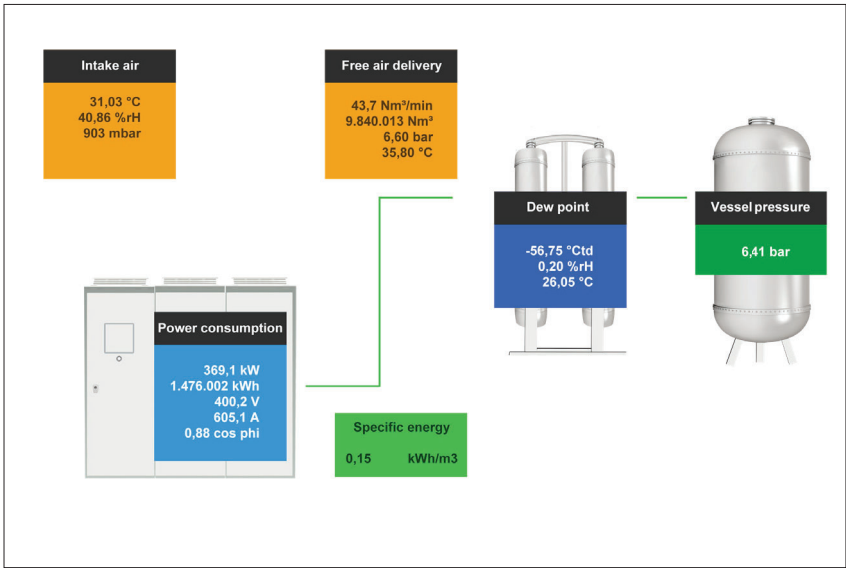 Intake air
31,03 °C
40,86 %rH
903 mbar
Free air delivery
43,7 Nm³/min
9.840.013 Nm³
6,60 bar
35,80 °C
Dew point
-56,75 °Ctd
0,20 %rH
26,05 °C
Vessel pressure
6,41 bar
Power consumption
369,1 kW
1.476.002 kWh
400,2 V
605,1 A
0,88 cos phi
Specific energy
0,15 kWh/m3